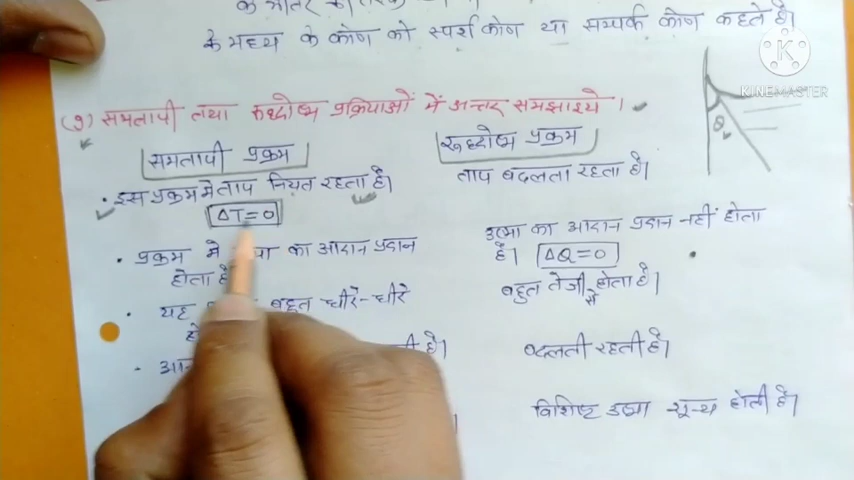 के मध्य के कोण को स्पर्श कोण या सम्पर्क कोण कहते है।
KINEMASTER
(9) समतापी तथा रुध्दोष्म प्रक्रियाओं में अन्तर समझाइये।
समतापी प्रक्रम
रूध्दोष्म प्रक्रम
इस प्रक्रम मे ताप नियत रहता है।
ताप बदलता रहता है।
ΔT=0
θ
उष्मा का आदान प्रदान नहीं होता
है। ΔQ=0
प्रक्रम मे का आदान प्रदान
होता है
बहुत तेजी से होता है।
यह बहुत धीरे-धीरे
बदलती रहती है।
विशिष्ट उष्मा शून्य होती है।